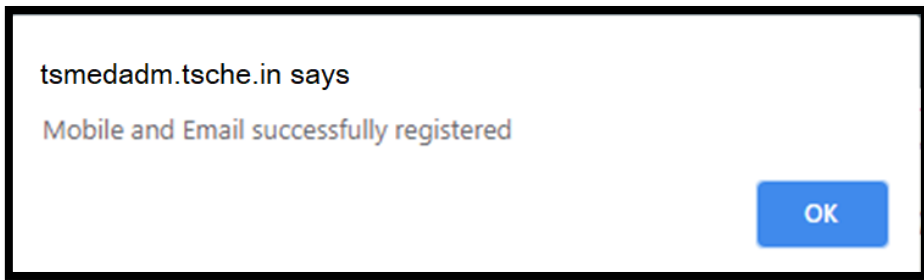 tsmedadm.tsche.in says
Mobile and Email successfully registered
OK